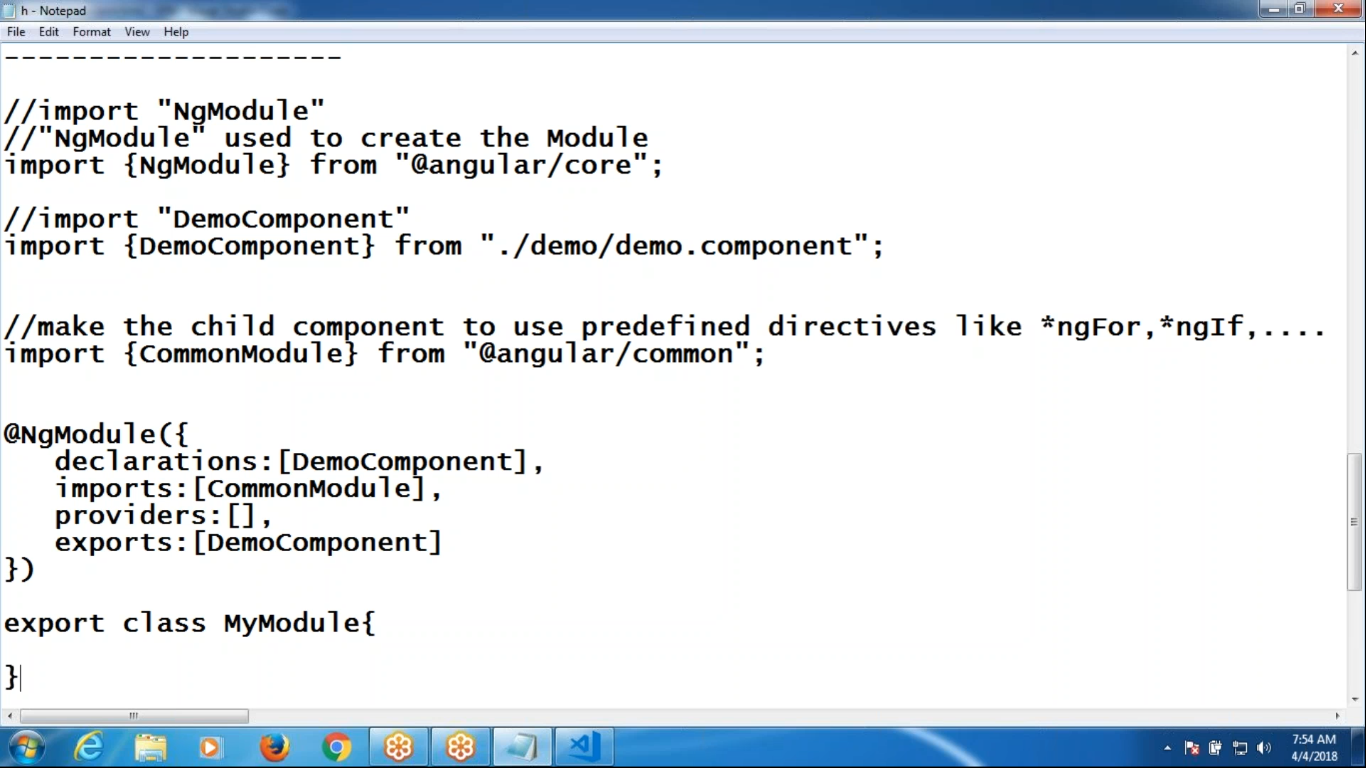 h - Notepad
File Edit Format View Help
--------------------
//import "NgModule"
//"NgModule" used to create the Module
import {NgModule} from "@angular/core";
//import "DemoComponent"
import {DemoComponent} from "./demo/demo.component";
//make the child component to use predefined directives like *ngFor,*ngIf,....
import {CommonModule} from "@angular/common";
@NgModule({
declarations:[DemoComponent],
imports:[CommonModule],
providers:[],
exports:[DemoComponent]
})
export class MyModule{
}
7:54 AM
4/4/2018